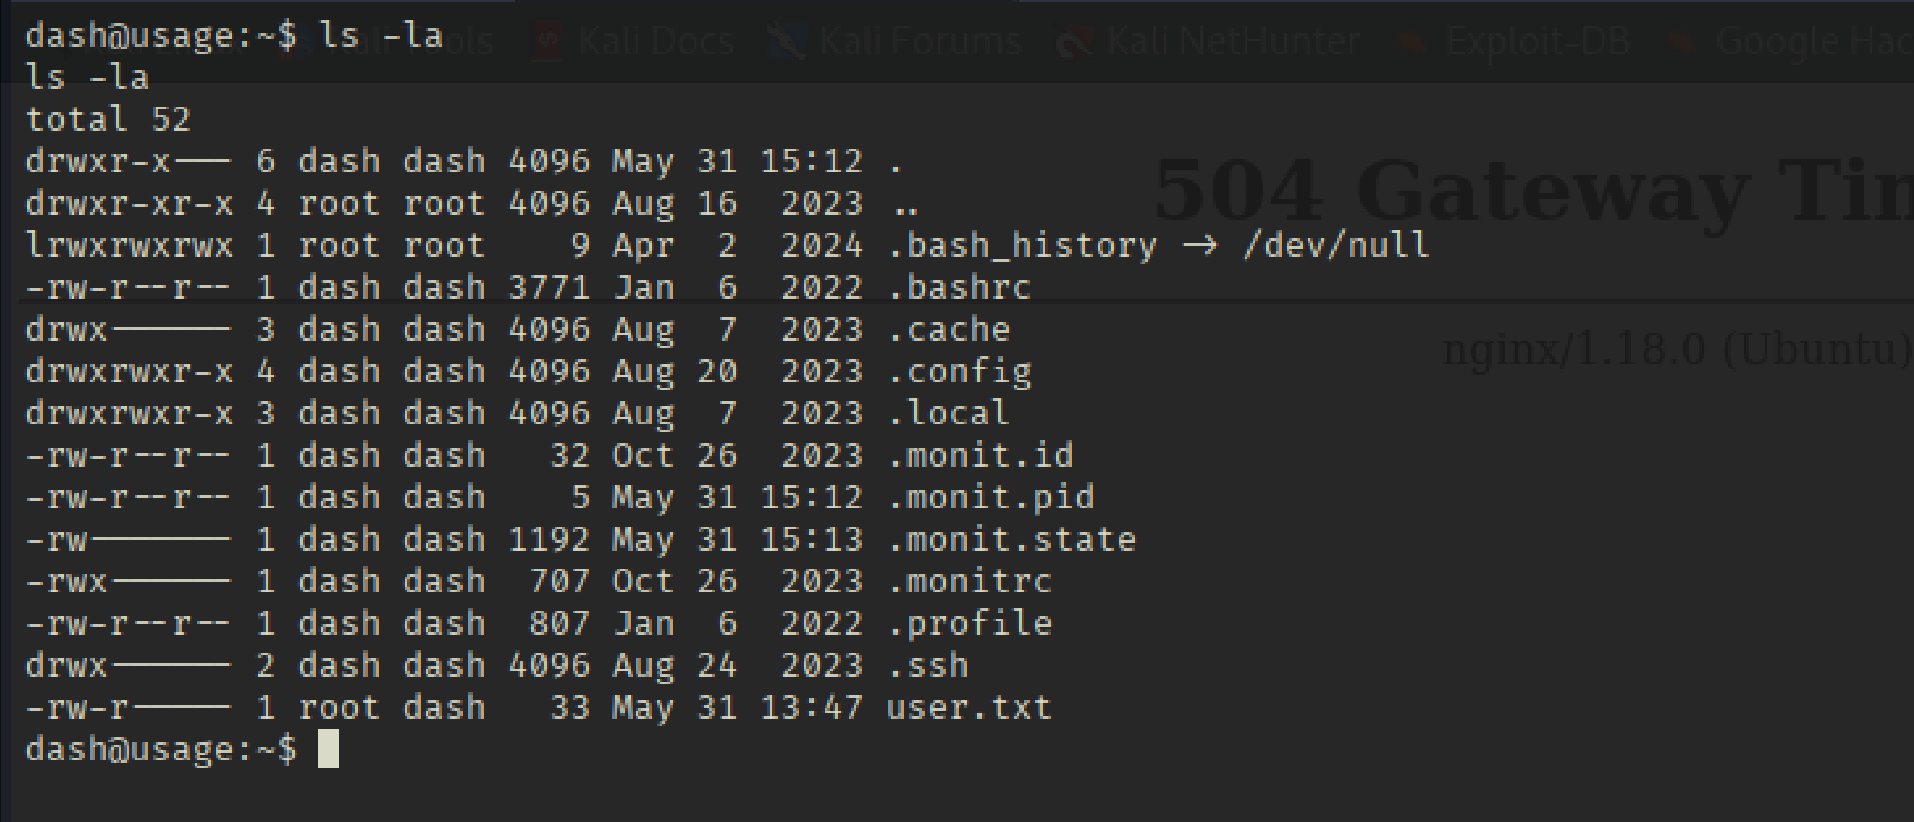 dash@usage:~$ ls -la
Kali Tools Kali Docs Kali Forums Kali NetHunter Exploit-DB Google Hac
ls -la
total 52
drwxr-x--- 6 dash dash 4096 May 31 15:12 .
drwxr-xr-x 4 root root 4096 Aug 16  2023 ..
504 Gateway Tim
lrwxrwxrwx 1 root root    9 Apr  2  2024 .bash_history → /dev/null
-rw-r--r-- 1 dash dash 3771 Jan  6  2022 .bashrc
drwx------ 3 dash dash 4096 Aug  7  2023 .cache
nginx/1.18.0 (Ubuntu)
drwxrwxr-x 4 dash dash 4096 Aug 20  2023 .config
drwxrwxr-x 3 dash dash 4096 Aug  7  2023 .local
-rw-r--r-- 1 dash dash   32 Oct 26  2023 .monit.id
-rw-r--r-- 1 dash dash    5 May 31 15:12 .monit.pid
-rw------- 1 dash dash 1192 May 31 15:13 .monit.state
-rwx------ 1 dash dash  707 Oct 26  2023 .monitrc
-rw-r--r-- 1 dash dash  807 Jan  6  2022 .profile
drwx------ 2 dash dash 4096 Aug 24  2023 .ssh
-rw-r----- 1 root dash   33 May 31 13:47 user.txt
dash@usage:~$